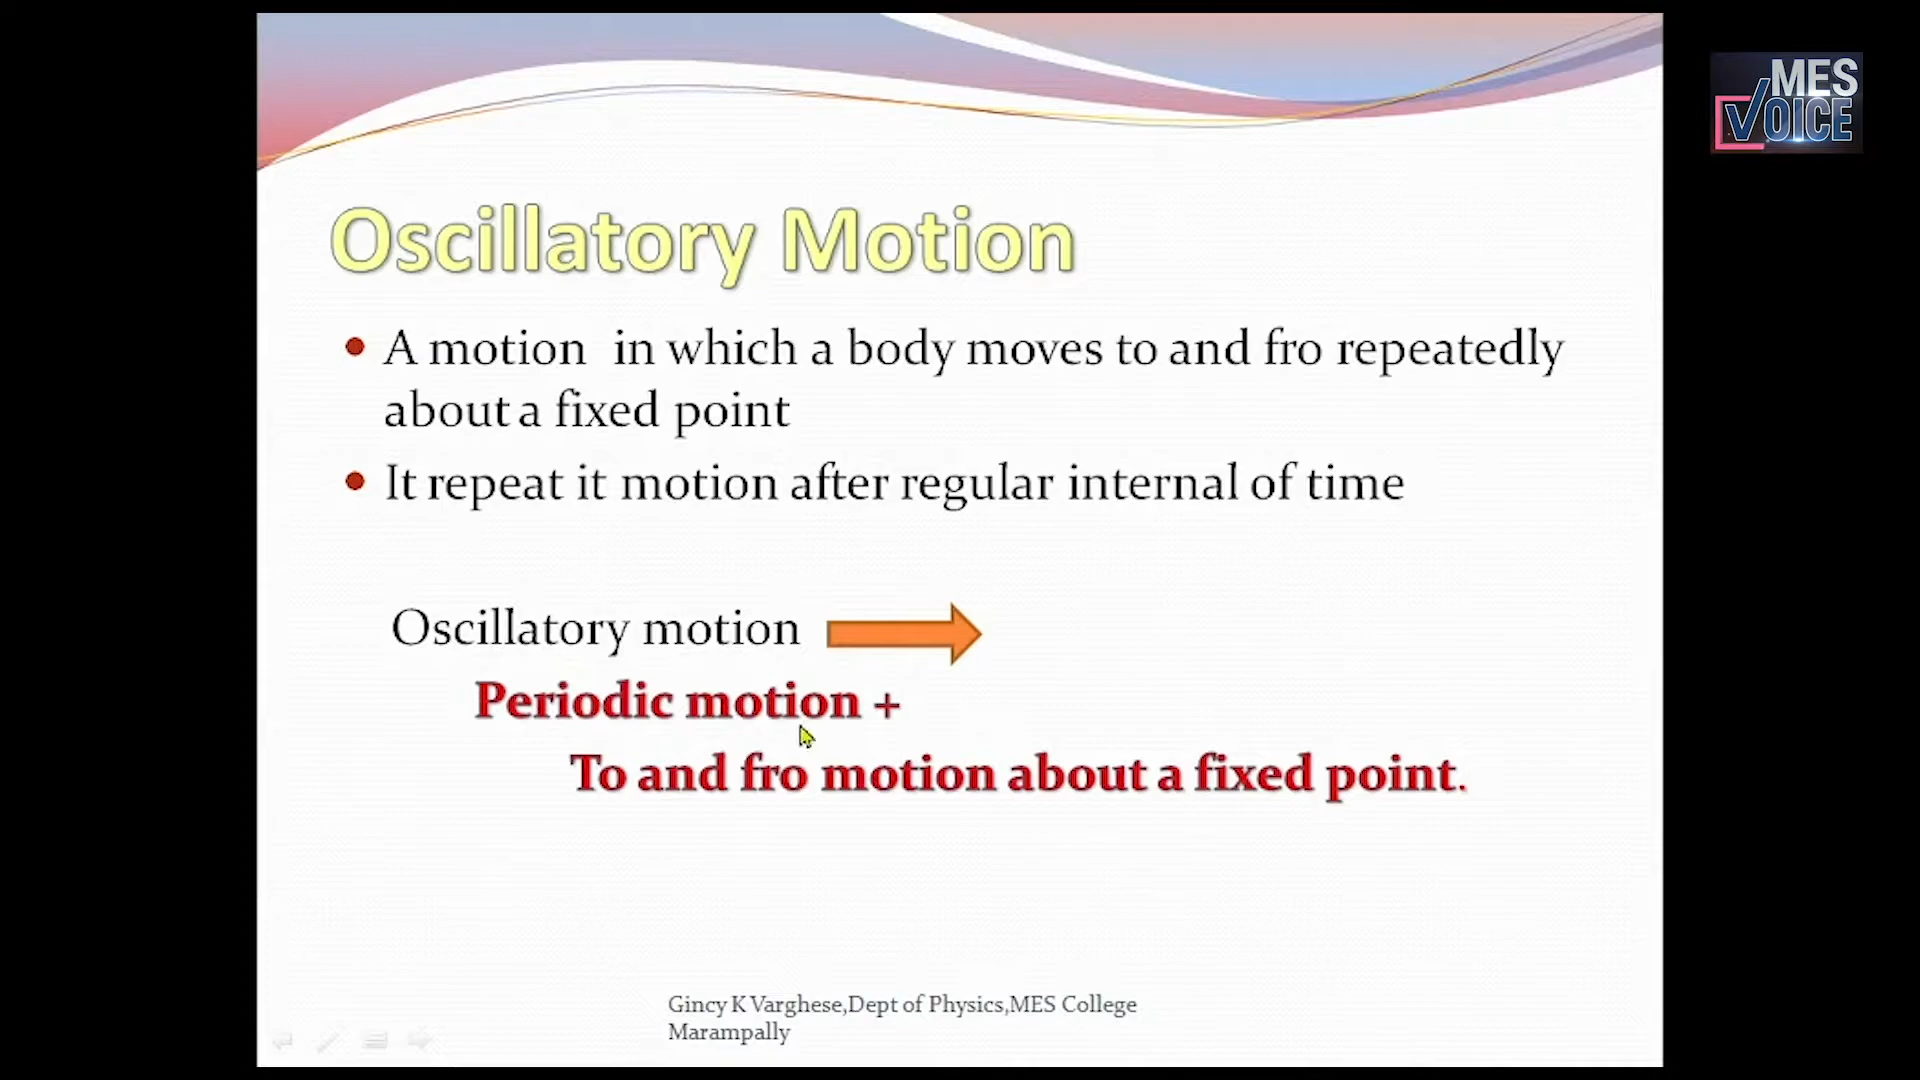 MES
VOICE
Oscillatory Motion
A motion in which a body moves to and fro repeatedly
about a fixed point
It repeat it motion after regular internal of time
Oscillatory motion
Periodic motion +
To and fro motion about a fixed point.
Gincy K Varghese,Dept of Physics,MES College
Marampally